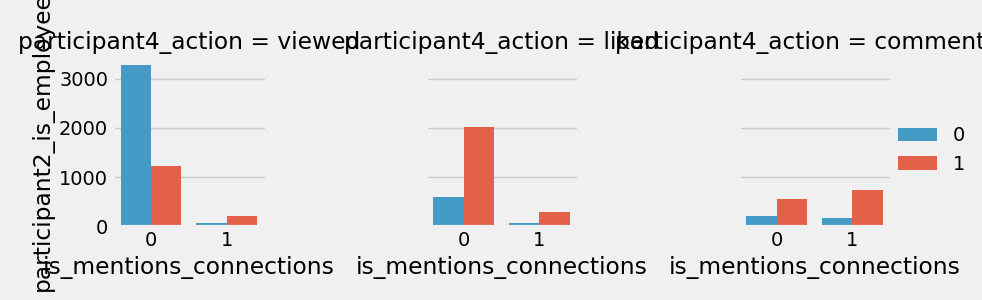 participant4_action = viewed
participant4_action = liked
participant4_action = comment
participant2_is_employee
3000
2000
1000
0
0 1
0 1
0 1
is_mentions_connections
is_mentions_connections
is_mentions_connections
0
1